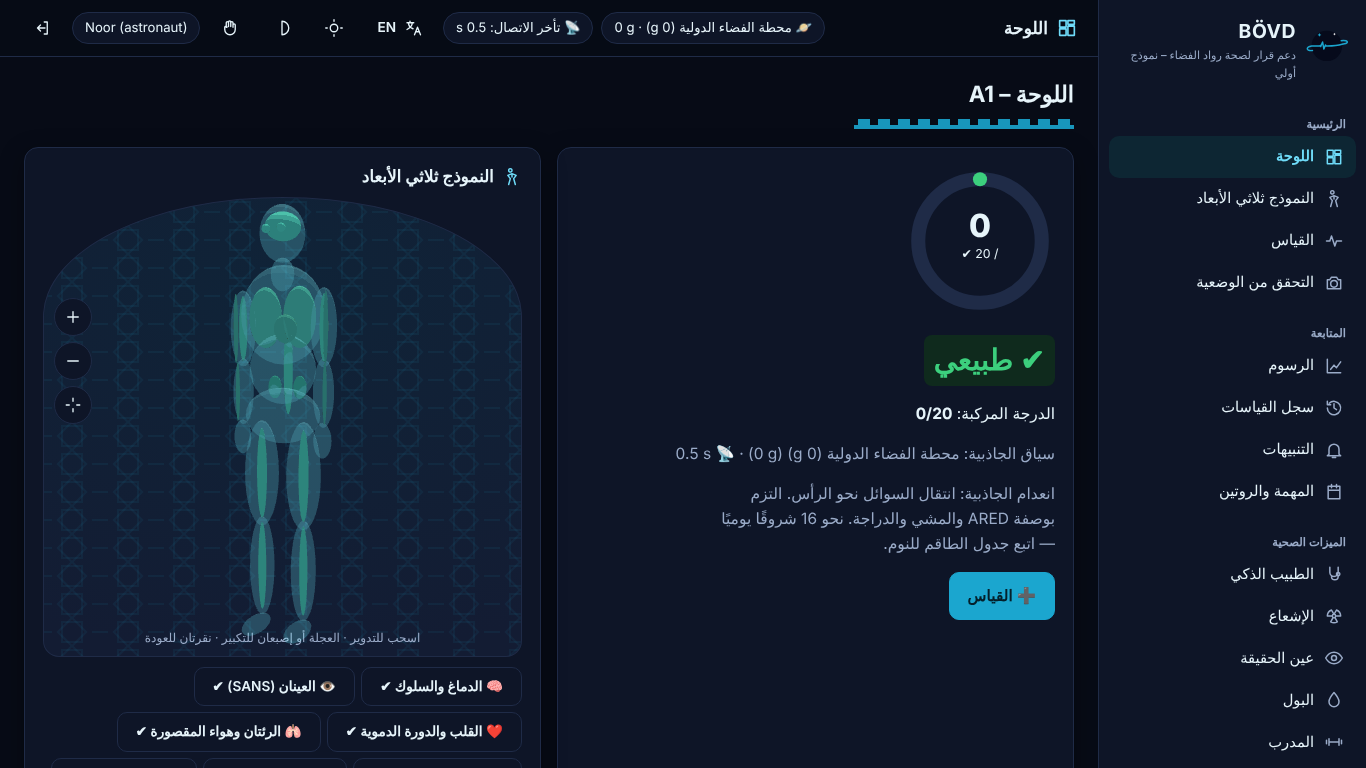 BÖVD
دعم قرار لصحة رواد الفضاء – نموذج
أولي
الرئيسية
اللوحة
النموذج ثلاثي الأبعاد
القياس
التحقق من الوضعية
المتابعة
الرسوم
سجل القياسات
التنبيهات
المهمة والروتين
الميزات الصحية
الطبيب الذكي
الإشعاع
عين الحقيقة
البول
المدرب
اللوحة
🪐 محطة الفضاء الدولية (0 g) · 0 g
📡 تأخر الاتصال: 0.5 s
EN
Noor (astronaut)
اللوحة – A1
0
/ 20 ✔
✔ طبيعي
الدرجة المركبة: 0/20
سياق الجاذبية: محطة الفضاء الدولية (0 g) (0 g) · 📡 0.5 s
انعدام الجاذبية: انتقال السوائل نحو الرأس. التزم
بوصفة ARED والمشي والدراجة. نحو 16 شروقًا يوميًا
— اتبع جدول الطاقم للنوم.
➕ القياس
النموذج ثلاثي الأبعاد
اسحب للتدوير · العجلة أو إصبعان للتكبير · نقرتان للعودة
🧠 الدماغ والسلوك ✔
👁️ العينان (SANS) ✔
❤️ القلب والدورة الدموية ✔
🫁 الرئتان وهواء المقصورة ✔